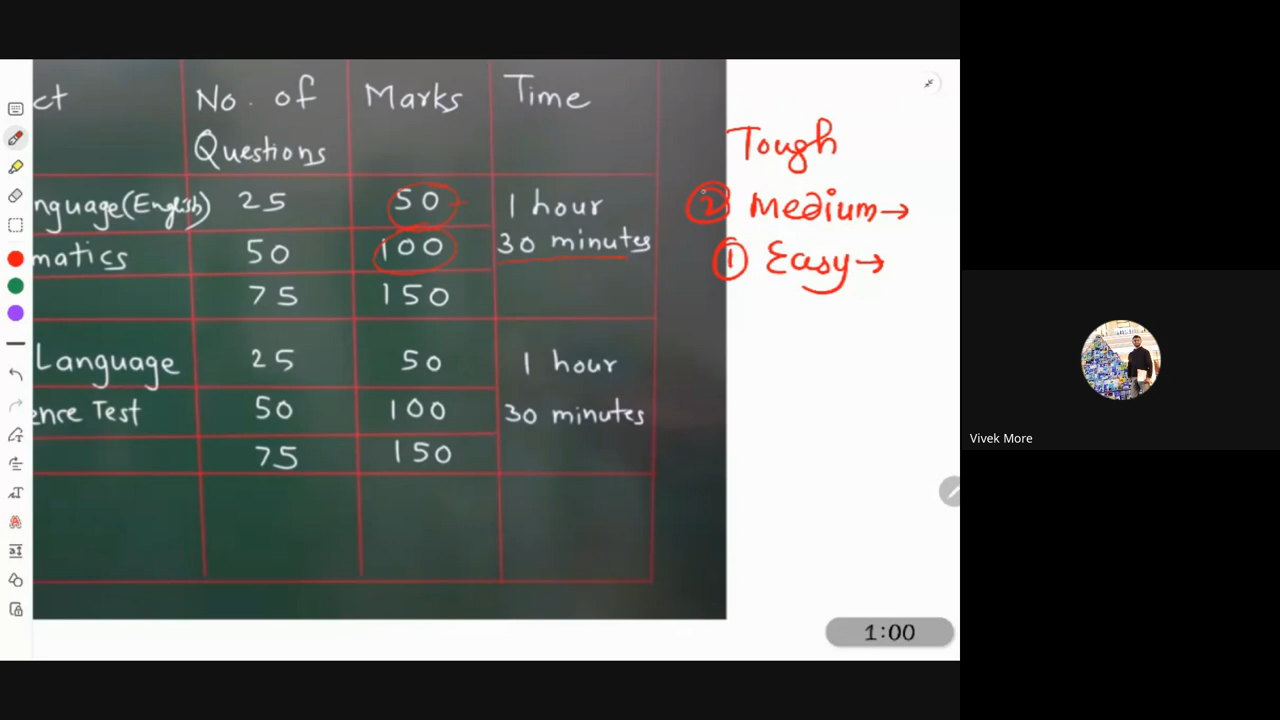 ct No. of Marks Time
Questions
nguage(English) 25 50 1 hour
matics 50 100 30 minutes
75 150
Language 25 50 1 hour
ence Test 50 100 30 minutes
75 150
Tough
② Medium→
① Easy→
1:00
Vivek More